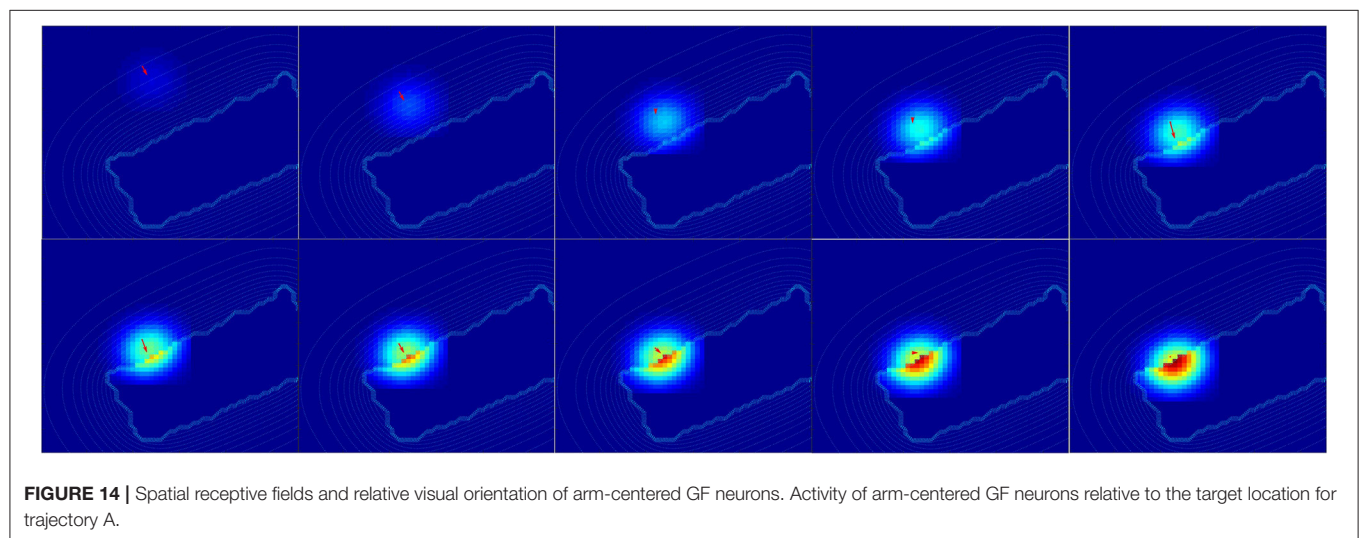 FIGURE 14 | Spatial receptive fields and relative visual orientation of arm-centered GF neurons. Activity of arm-centered GF neurons relative to the target location for
trajectory A.